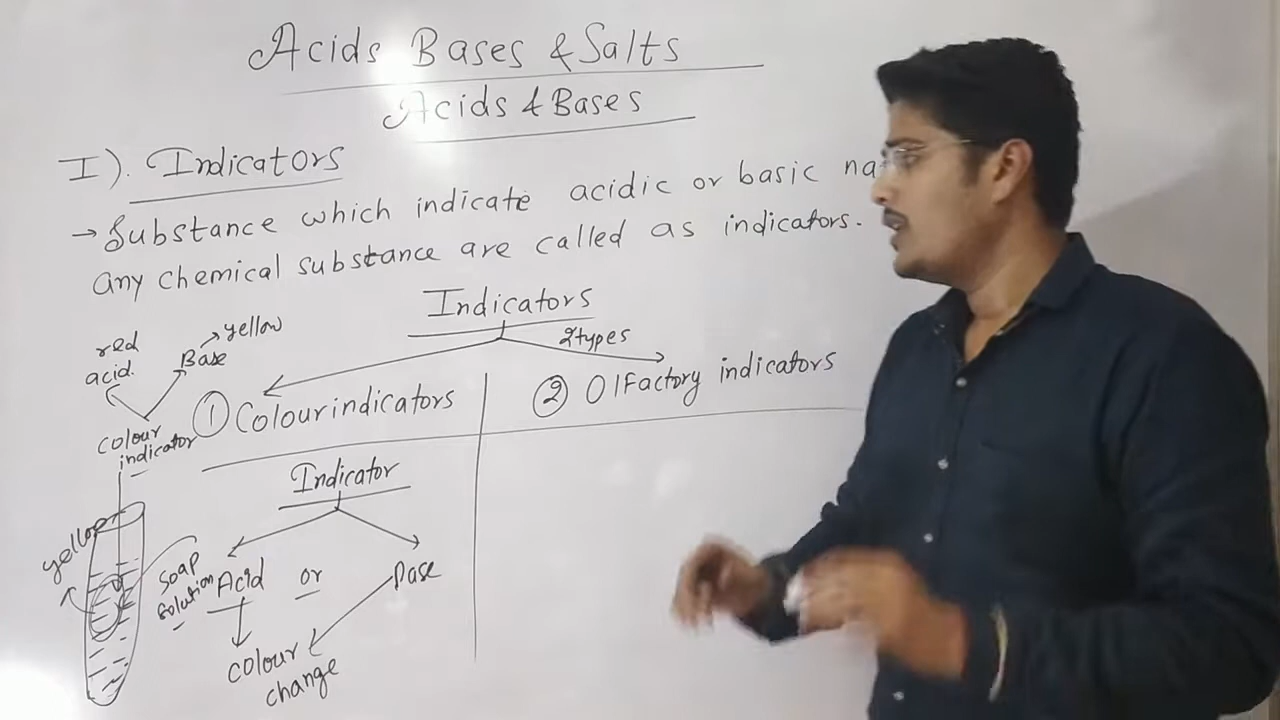 Acids Bases & Salts
Acids & Bases
I). Indicators
→ Substance which indicate acidic or basic na
any chemical substance are called as indicators.
Indicators
2types
① Colour indicators
② Olfactory indicators
red
acid.
Base
yellow
colour
indicator
yellow
soap
solution
Indicator
Acid or Base
colour
change